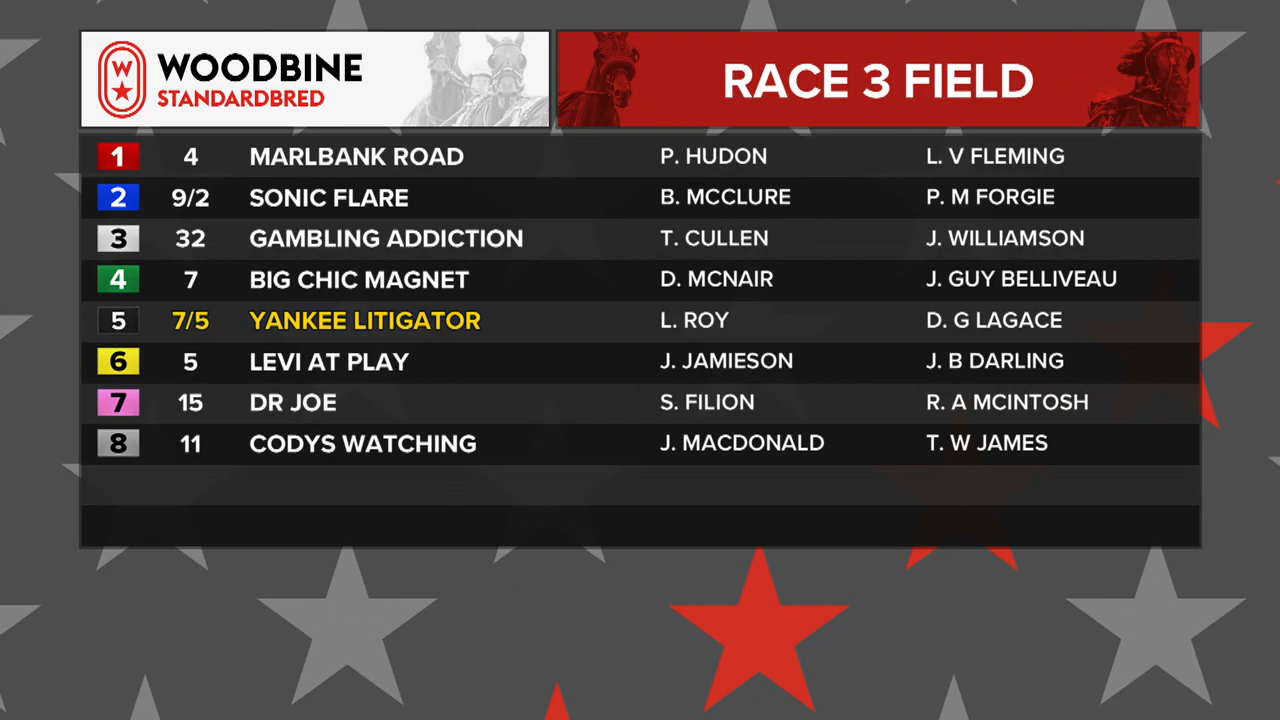 W
WOODBINE
STANDARDBRED
RACE 3 FIELD
1 4 MARLBANK ROAD P. HUDON L. V FLEMING
2 9/2 SONIC FLARE B. MCCLURE P. M FORGIE
3 32 GAMBLING ADDICTION T. CULLEN J. WILLIAMSON
4 7 BIG CHIC MAGNET D. MCNAIR J. GUY BELLIVEAU
5 7/5 YANKEE LITIGATOR L. ROY D. G LAGACE
6 5 LEVI AT PLAY J. JAMIESON J. B DARLING
7 15 DR JOE S. FILION R. A MCINTOSH
8 11 CODYS WATCHING J. MACDONALD T. W JAMES